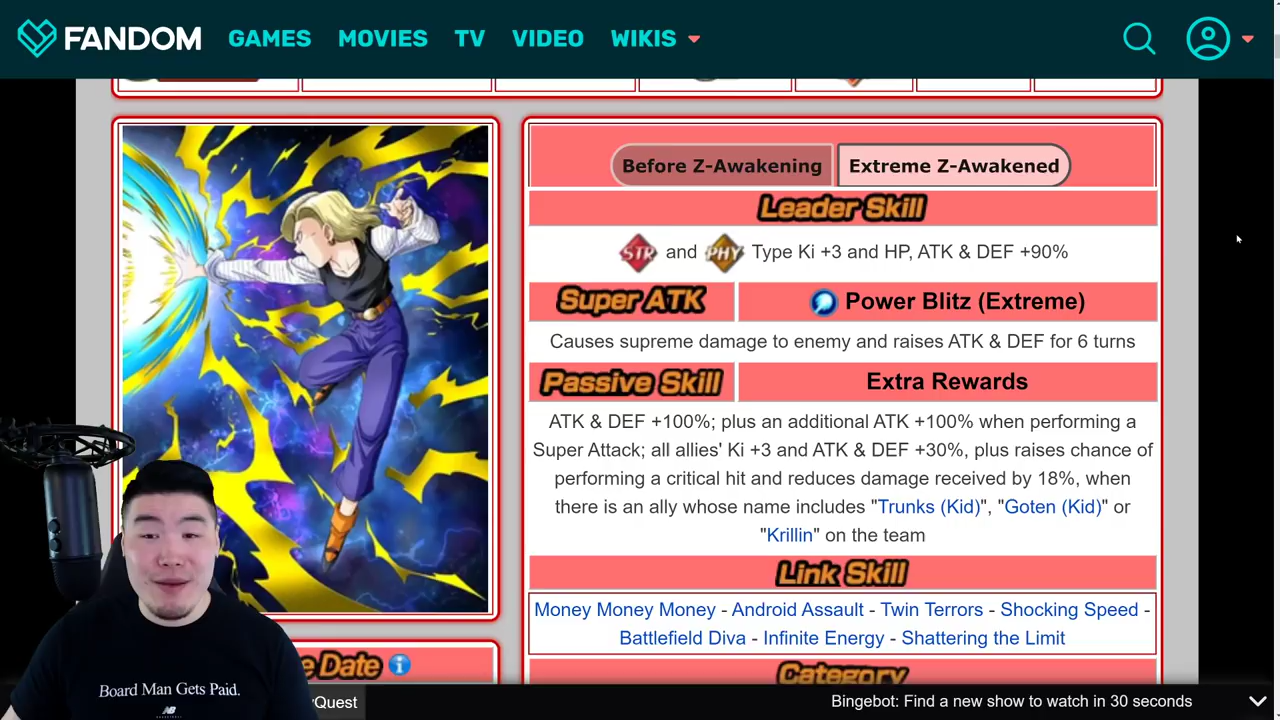 FANDOM GAMES MOVIES TV VIDEO WIKIS
Before Z-Awakening Extreme Z-Awakened
Leader Skill
STR and PHY Type Ki +3 and HP, ATK & DEF +90%
Super ATK Power Blitz (Extreme)
Causes supreme damage to enemy and raises ATK & DEF for 6 turns
Passive Skill Extra Rewards
ATK & DEF +100%; plus an additional ATK +100% when performing a
Super Attack; all allies' Ki +3 and ATK & DEF +30%, plus raises chance of
performing a critical hit and reduces damage received by 18%, when
there is an ally whose name includes "Trunks (Kid)", "Goten (Kid)" or
"Krillin" on the team
Link Skill
Money Money Money - Android Assault - Twin Terrors - Shocking Speed -
Battlefield Diva - Infinite Energy - Shattering the Limit
Category
e Date
Board Man Gets Paid.
NB
Quest
Bingebot: Find a new show to watch in 30 seconds